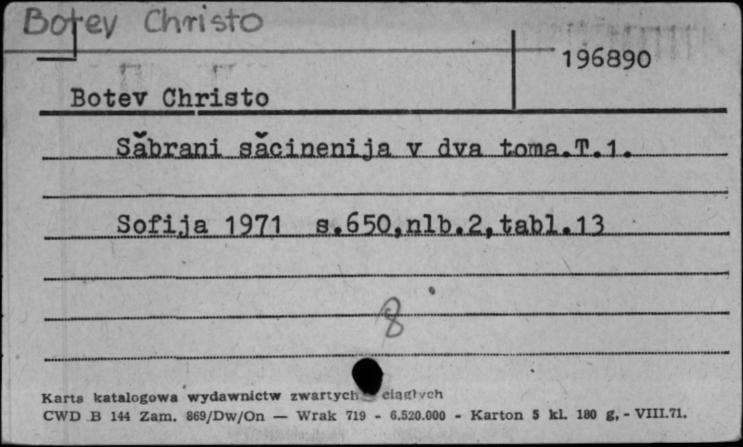 Botev Christo
196890
Botev Christo
Săbrani săcinenija v dva toma.T.1.
Sofija 1971 s.650,nlb.2,tabl.13
8
Karta katalogowa wydawnictw zwartych ciągłych
CWD B 144 Zam. 869/Dw/On — Wrak 719 - 6.520.000 - Karton 5 kl. 180 g, - VIII.71.